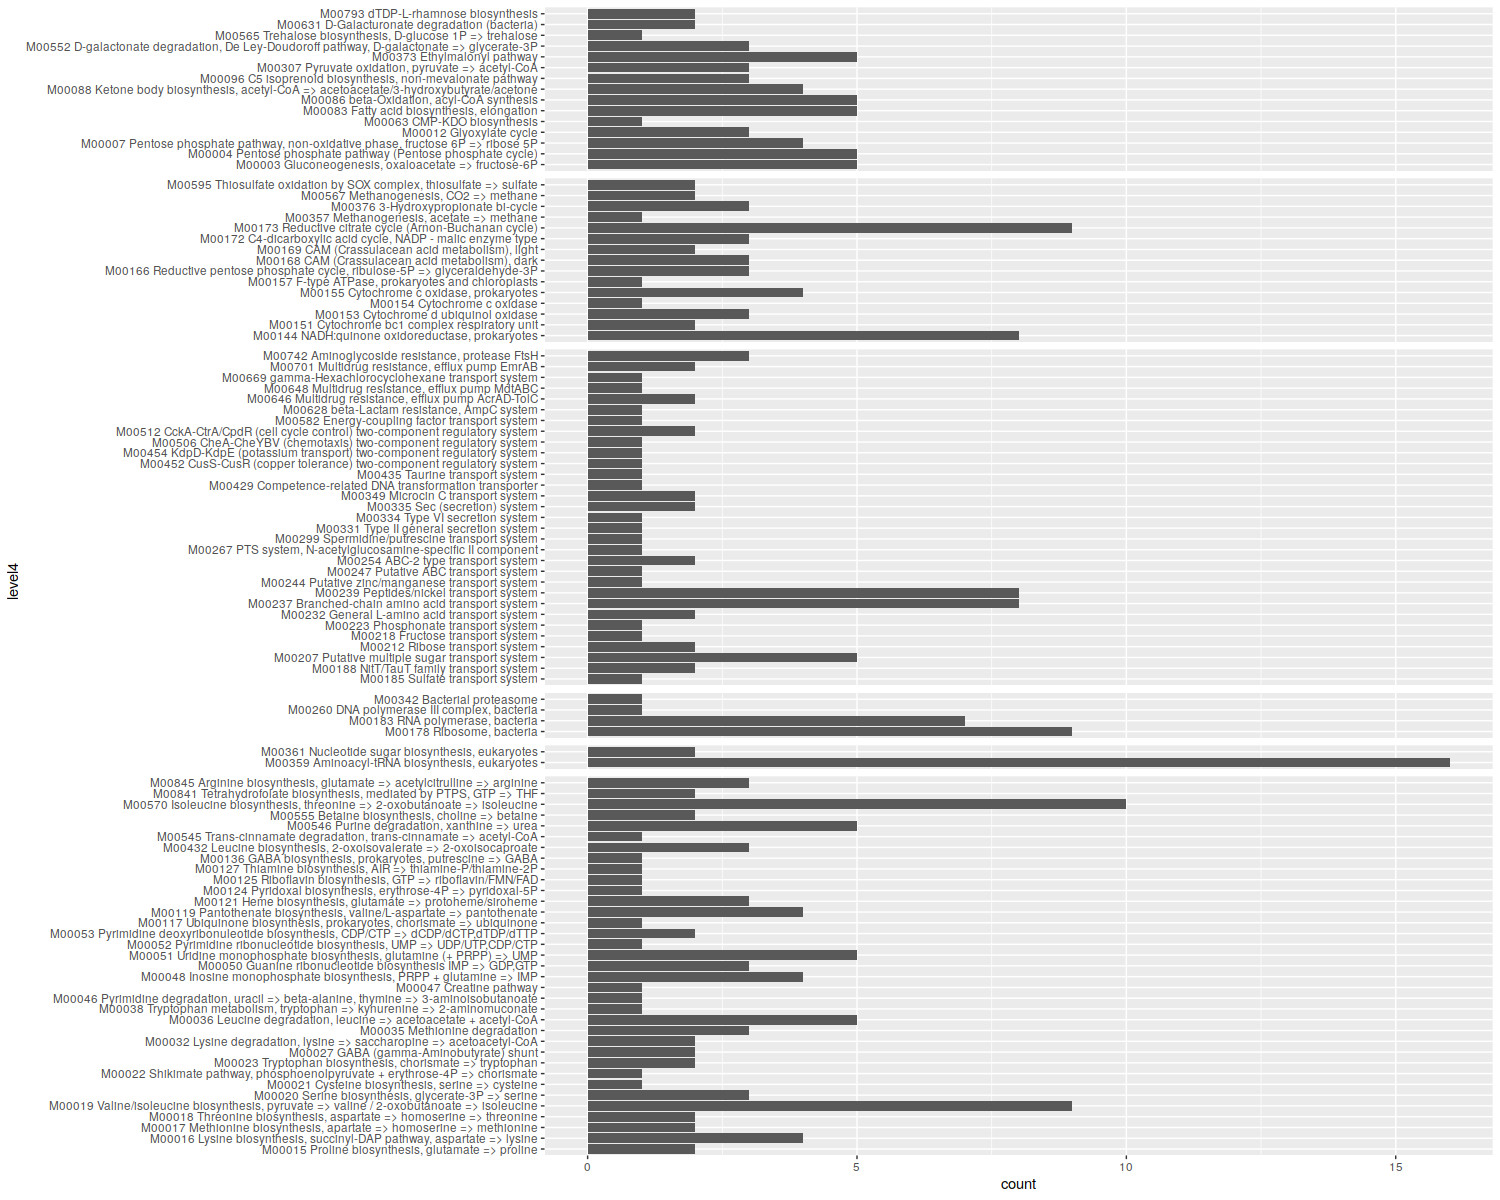 M00793 dTDP-L-rhamnose biosynthesis
M00631 D-Galacturonate degradation (bacteria)
M00565 Trehalose biosynthesis, D-glucose 1P => trehalose
M00552 D-galactonate degradation, De Ley-Doudoroff pathway, D-galactonate => glycerate-3P
M00373 Ethylmalonyl pathway
M00307 Pyruvate oxidation, pyruvate => acetyl-CoA
M00096 C5 isoprenoid biosynthesis, non-mevalonate pathway
M00088 Ketone body biosynthesis, acetyl-CoA => acetoacetate/3-hydroxybutyrate/acetone
M00086 beta-Oxidation, acyl-CoA synthesis
M00083 Fatty acid biosynthesis, elongation
M00063 CMP-KDO biosynthesis
M00012 Glyoxylate cycle
M00007 Pentose phosphate pathway, non-oxidative phase, fructose 6P => ribose 5P
M00004 Pentose phosphate pathway (Pentose phosphate cycle)
M00003 Gluconeogenesis, oxaloacetate => fructose-6P
M00595 Thiosulfate oxidation by SOX complex, thiosulfate => sulfate
M00567 Methanogenesis, CO2 => methane
M00376 3-Hydroxypropionate bi-cycle
M00357 Methanogenesis, acetate => methane
M00173 Reductive citrate cycle (Arnon-Buchanan cycle)
M00172 C4-dicarboxylic acid cycle, NADP - malic enzyme type
M00169 CAM (Crassulacean acid metabolism), light
M00168 CAM (Crassulacean acid metabolism), dark
M00166 Reductive pentose phosphate cycle, ribulose-5P => glyceraldehyde-3P
M00157 F-type ATPase, prokaryotes and chloroplasts
M00155 Cytochrome c oxidase, prokaryotes
M00154 Cytochrome c oxidase
M00153 Cytochrome d ubiquinol oxidase
M00151 Cytochrome bc1 complex respiratory unit
M00144 NADH:quinone oxidoreductase, prokaryotes
M00742 Aminoglycoside resistance, protease FtsH
M00701 Multidrug resistance, efflux pump EmrAB
M00669 gamma-Hexachlorocyclohexane transport system
M00648 Multidrug resistance, efflux pump MdtABC
M00646 Multidrug resistance, efflux pump AcrAD-TolC
M00628 beta-Lactam resistance, AmpC system
M00582 Energy-coupling factor transport system
M00512 CckA-CtrA/CpdR (cell cycle control) two-component regulatory system
M00506 CheA-CheYBV (chemotaxis) two-component regulatory system
M00454 KdpD-KdpE (potassium transport) two-component regulatory system
M00452 CusS-CusR (copper tolerance) two-component regulatory system
M00435 Taurine transport system
M00429 Competence-related DNA transformation transporter
M00349 Microcin C transport system
M00335 Sec (secretion) system
M00334 Type VI secretion system
M00331 Type II general secretion system
M00299 Spermidine/putrescine transport system
M00267 PTS system, N-acetylglucosamine-specific II component
M00254 ABC-2 type transport system
M00247 Putative ABC transport system
M00244 Putative zinc/manganese transport system
M00239 Peptides/nickel transport system
M00237 Branched-chain amino acid transport system
M00232 General L-amino acid transport system
M00223 Phosphonate transport system
M00218 Fructose transport system
M00212 Ribose transport system
M00207 Putative multiple sugar transport system
M00188 NitT/TauT family transport system
M00185 Sulfate transport system
M00342 Bacterial proteasome
M00260 DNA polymerase III complex, bacteria
M00183 RNA polymerase, bacteria
M00178 Ribosome, bacteria
M00361 Nucleotide sugar biosynthesis, eukaryotes
M00359 Aminoacyl-tRNA biosynthesis, eukaryotes
M00845 Arginine biosynthesis, glutamate => acetylcitrulline => arginine
M00841 Tetrahydrofolate biosynthesis, mediated by PTPS, GTP => THF
M00570 Isoleucine biosynthesis, threonine => 2-oxobutanoate => isoleucine
M00555 Betaine biosynthesis, choline => betaine
M00546 Purine degradation, xanthine => urea
M00545 Trans-cinnamate degradation, trans-cinnamate => acetyl-CoA
M00432 Leucine biosynthesis, 2-oxoisovalerate => 2-oxoisocaproate
M00136 GABA biosynthesis, prokaryotes, putrescine => GABA
M00127 Thiamine biosynthesis, AIR => thiamine-P/thiamine-2P
M00125 Riboflavin biosynthesis, GTP => riboflavin/FMN/FAD
M00124 Pyridoxal biosynthesis, erythrose-4P => pyridoxal-5P
M00121 Heme biosynthesis, glutamate => protoheme/siroheme
M00119 Pantothenate biosynthesis, valine/L-aspartate => pantothenate
M00117 Ubiquinone biosynthesis, prokaryotes, chorismate => ubiquinone
M00053 Pyrimidine deoxyribonuleotide biosynthesis, CDP/CTP => dCDP/dCTP,dTDP/dTTP
M00052 Pyrimidine ribonucleotide biosynthesis, UMP => UDP/UTP,CDP/CTP
M00051 Uridine monophosphate biosynthesis, glutamine (+ PRPP) => UMP
M00050 Guanine ribonucleotide biosynthesis IMP => GDP,GTP
M00048 Inosine monophosphate biosynthesis, PRPP + glutamine => IMP
M00047 Creatine pathway
M00046 Pyrimidine degradation, uracil => beta-alanine, thymine => 3-aminoisobutanoate
M00038 Tryptophan metabolism, tryptophan => kynurenine => 2-aminomuconate
M00036 Leucine degradation, leucine => acetoacetate + acetyl-CoA
M00035 Methionine degradation
M00032 Lysine degradation, lysine => saccharopine => acetoacetyl-CoA
M00027 GABA (gamma-Aminobutyrate) shunt
M00023 Tryptophan biosynthesis, chorismate => tryptophan
M00022 Shikimate pathway, phosphoenolpyruvate + erythrose-4P => chorismate
M00021 Cysteine biosynthesis, serine => cysteine
M00020 Serine biosynthesis, glycerate-3P => serine
M00019 Valine/isoleucine biosynthesis, pyruvate => valine / 2-oxobutanoate => isoleucine
M00018 Threonine biosynthesis, aspartate => homoserine => threonine
M00017 Methionine biosynthesis, apartate => homoserine => methionine
M00016 Lysine biosynthesis, succinyl-DAP pathway, aspartate => lysine
M00015 Proline biosynthesis, glutamate => proline
level4
0 5 10 15
count